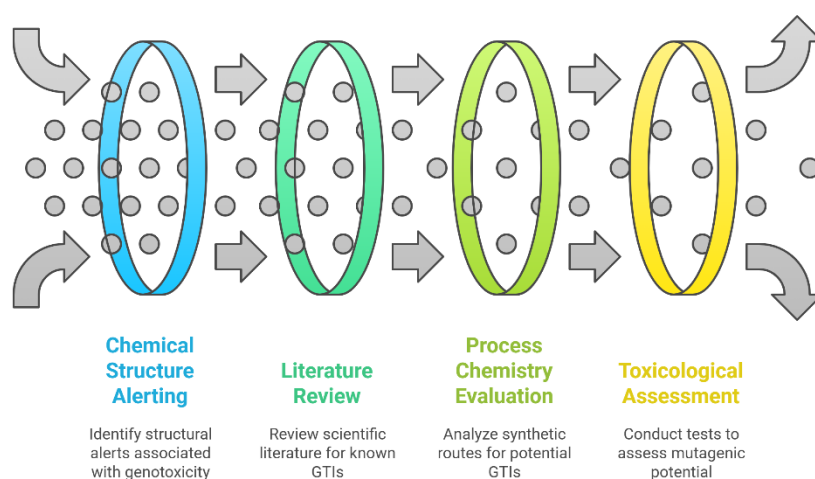 Chemical
Structure
Alerting
Identify structural
alerts associated
with genotoxicity
Literature
Review
Review scientific
literature for known
GTIs
Process
Chemistry
Evaluation
Analyze synthetic
routes for potential
GTIs
Toxicological
Assessment
Conduct tests to
assess mutagenic
potential